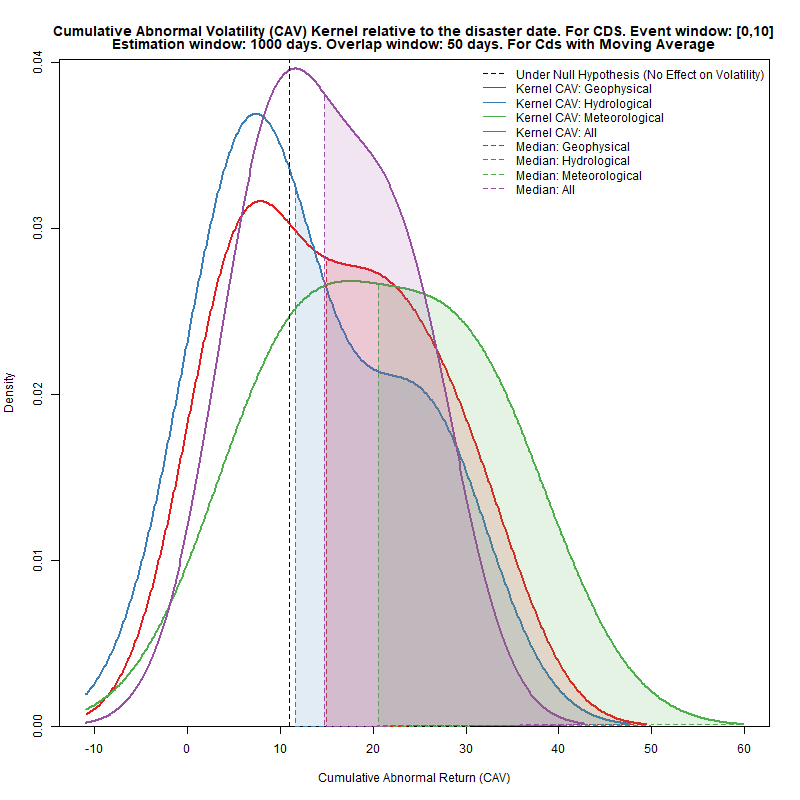 Cumulative Abnormal Volatility (CAV) Kernel relative to the disaster date. For CDS. Event window: [0,10]
Estimation window: 1000 days. Overlap window: 50 days. For Cds with Moving Average
Under Null Hypothesis (No Effect on Volatility)
Kernel CAV: Geophysical
Kernel CAV: Hydrological
Kernel CAV: Meteorological
Kernel CAV: All
Median: Geophysical
Median: Hydrological
Median: Meteorological
Median: All
Density
0.04
0.03
0.02
0.01
0.00
-10 0 10 20 30 40 50 60
Cumulative Abnormal Return (CAV)